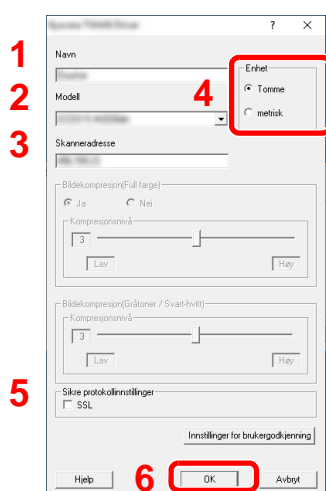 ? ×
1 Navn
Enhet
4 Tomme
metrisk
2 Modell
3 Skanneradresse
Bildekompresjon(Full farge)
Ja Nei
Kompresjonsnivå
3
Lav Høy
Bildekompresjon(Gråtoner / Svart-hvitt)
Kompresjonsnivå
3
Lav Høy
5 Sikre protokollinnstillinger
SSL
Innstillinger for brukergodkjenning
Hjelp 6 OK Avbryt